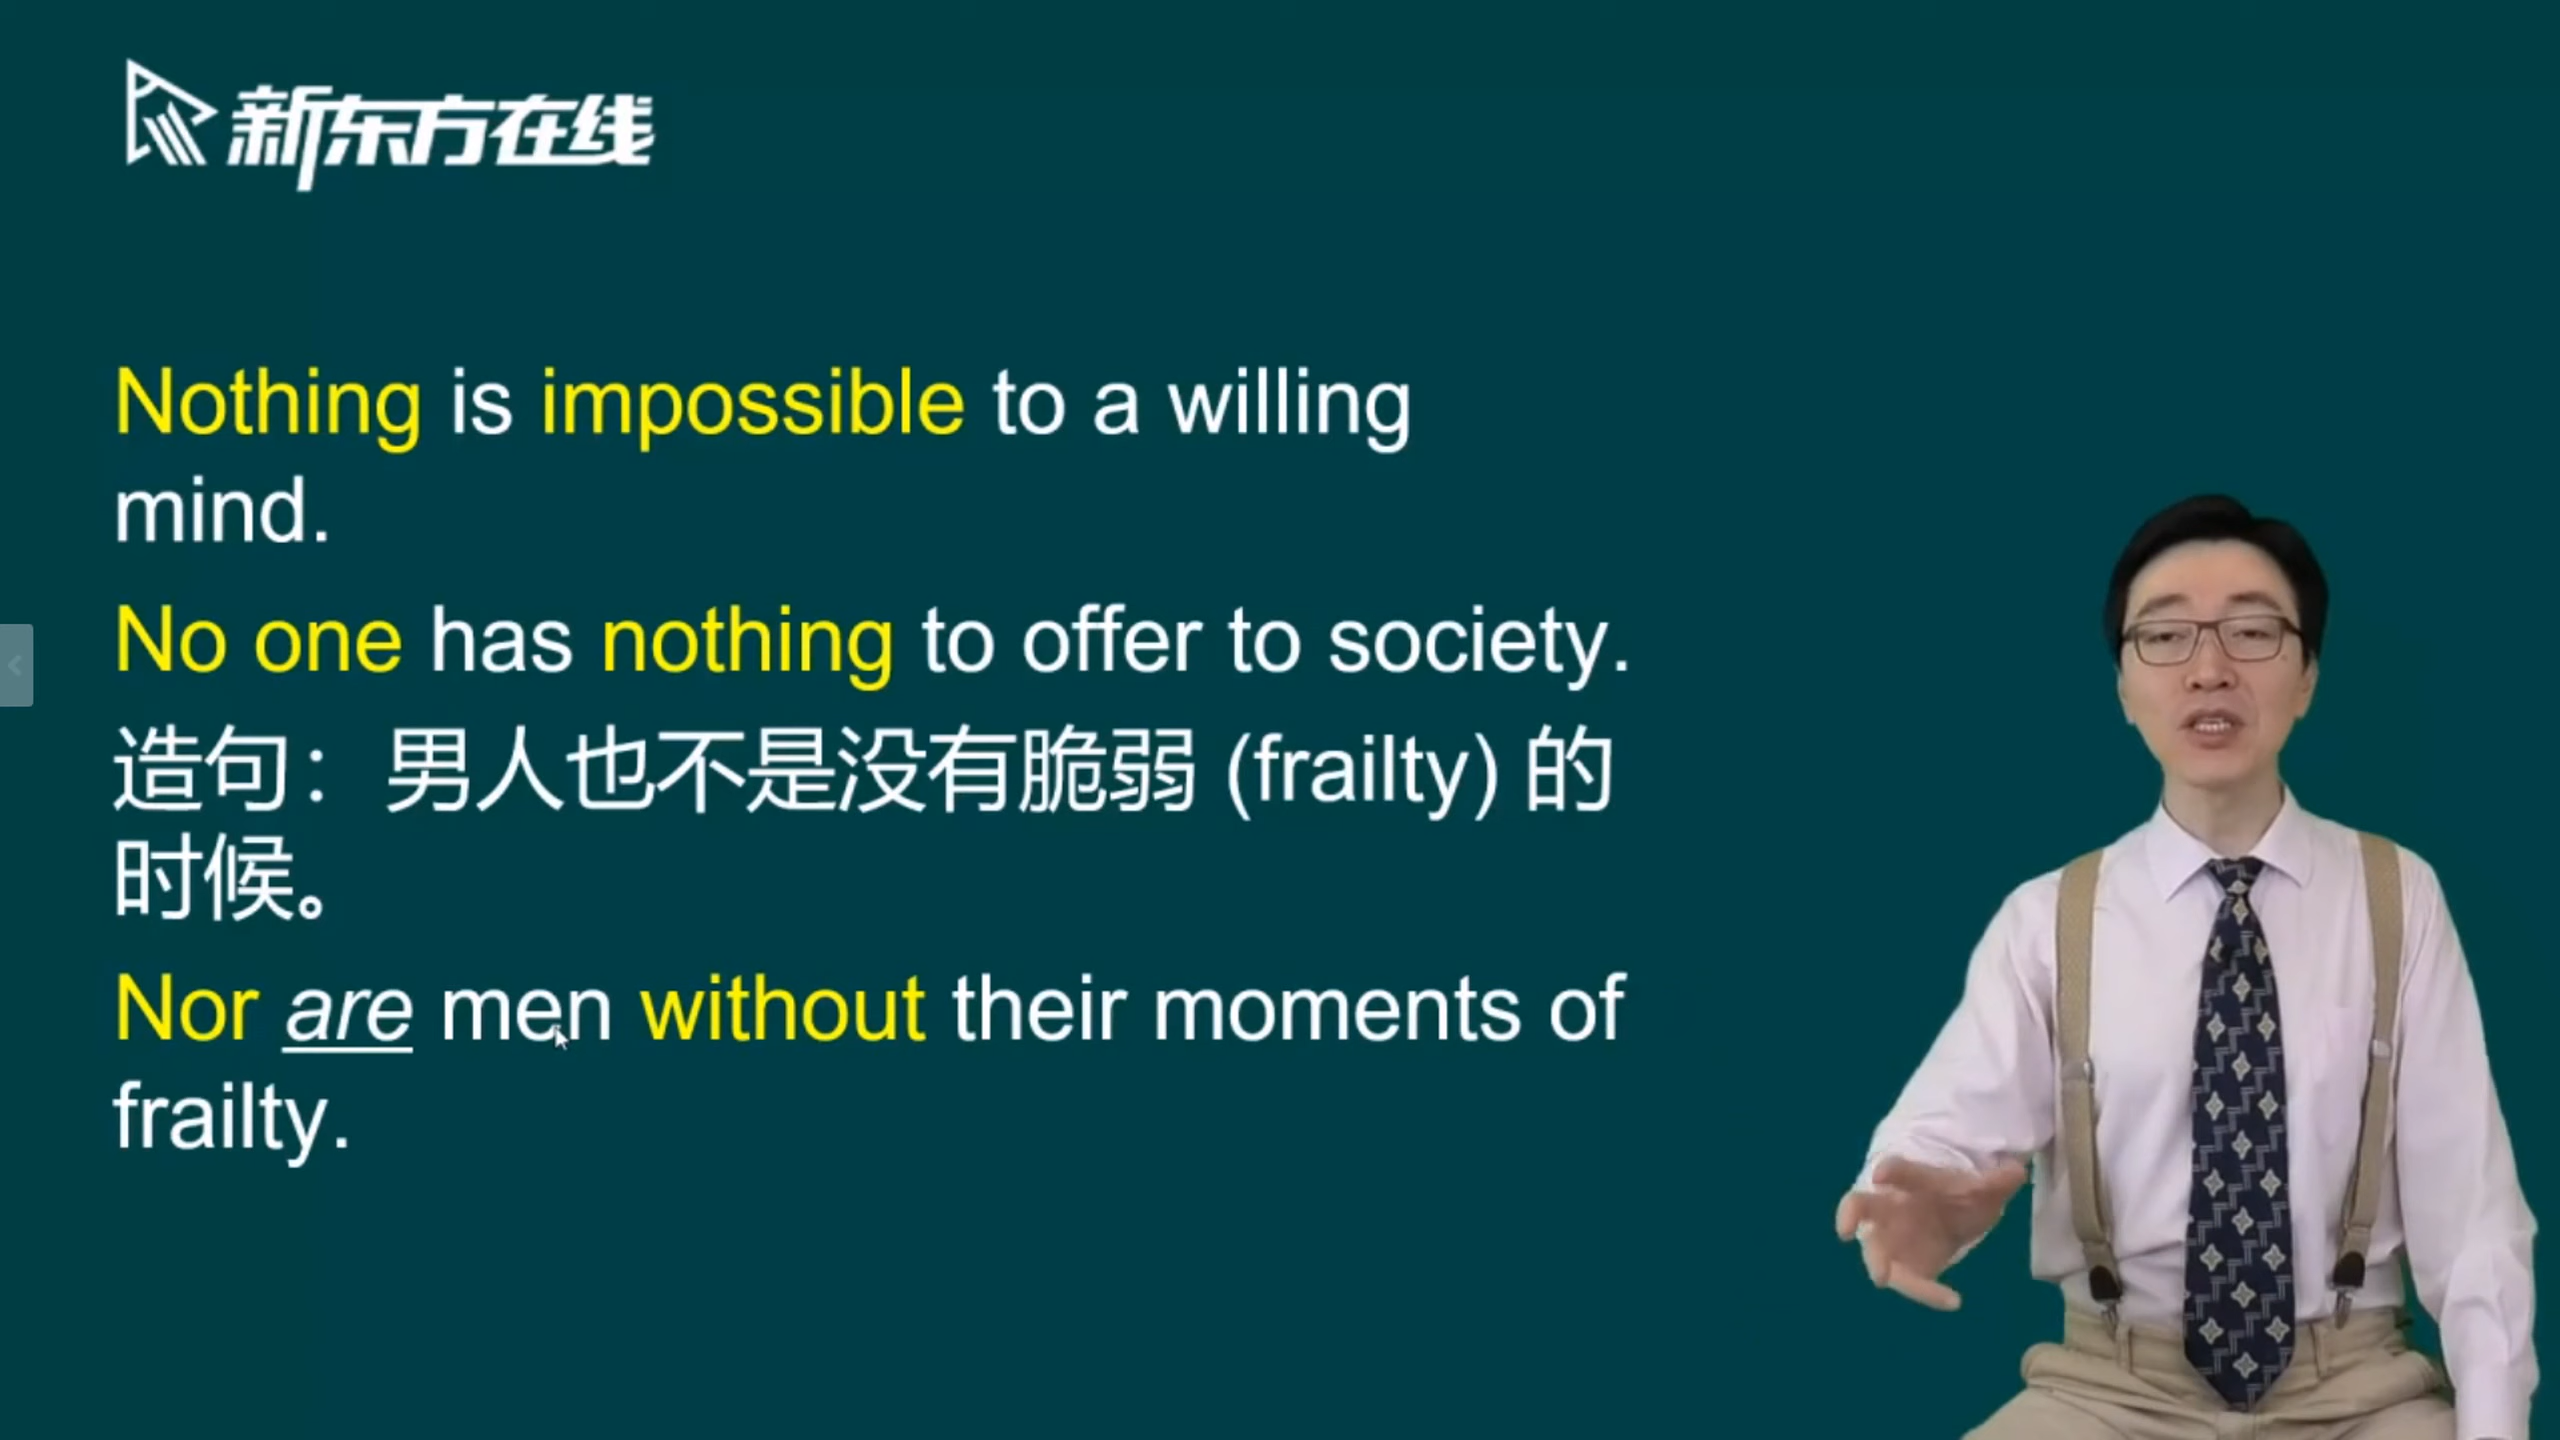 新东方在线
Nothing is impossible to a willing
mind.
No one has nothing to offer to society.
造句：男人也不是没有脆弱 (frailty) 的
时候。
Nor are men without their moments of
frailty.